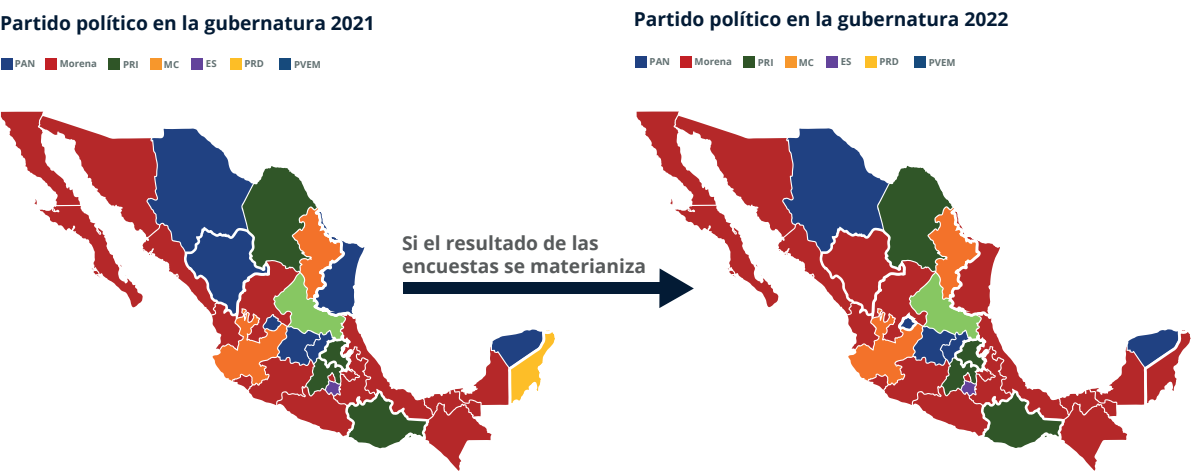 Partido político en la gubernatura 2021
PAN Morena PRI MC ES PRD PVEM
Si el resultado de las
encuestas se materianiza
Partido político en la gubernatura 2022
PAN Morena PRI MC ES PRD PVEM